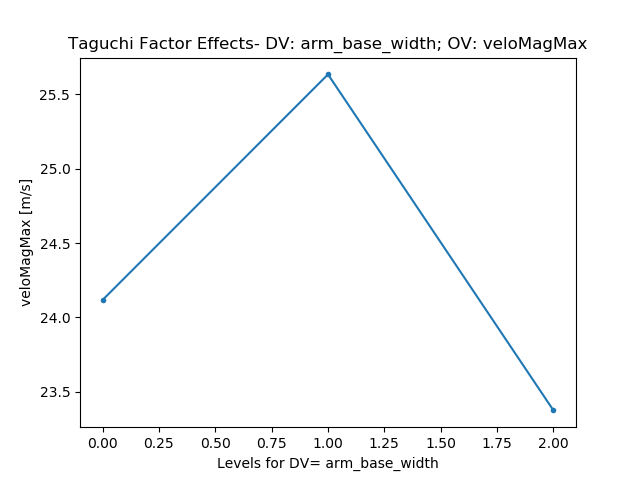 Taguchi Factor Effects- DV: arm_base_width; OV: veloMagMax
25.5
25.0
24.5
24.0
23.5
veloMagMax [m/s]
0.00 0.25 0.50 0.75 1.00 1.25 1.50 1.75 2.00
Levels for DV= arm_base_width